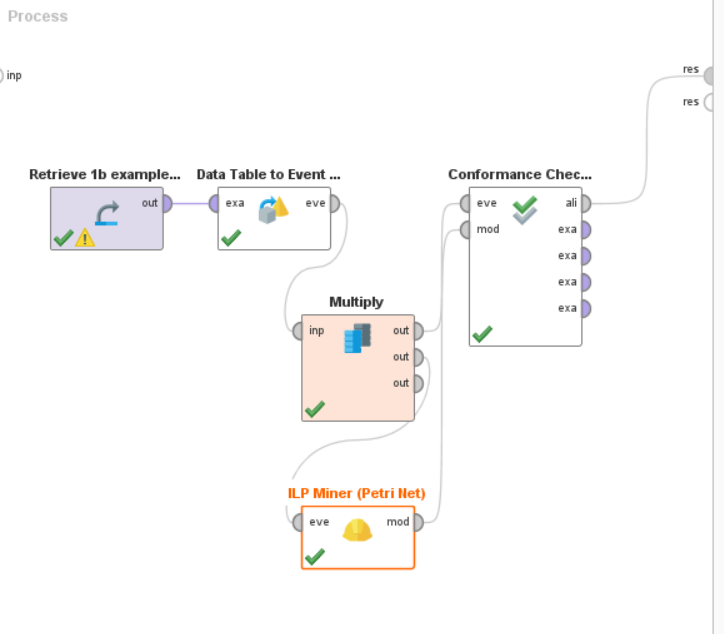 Process
inp
res
res
Retrieve 1b example...
Data Table to Event ...
Conformance Chec...
out
exa
eve
eve
ali
mod
exa
exa
exa
exa
Multiply
inp
out
out
out
ILP Miner (Petri Net)
eve
mod